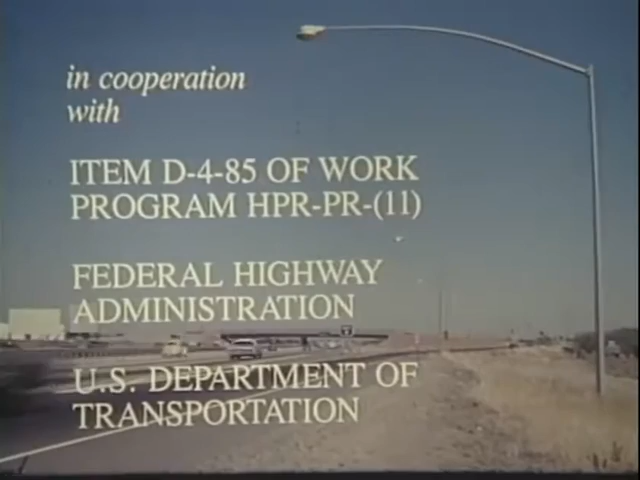 in cooperation
with
ITEM D-4-85 OF WORK
PROGRAM HPR-PR-(11)
FEDERAL HIGHWAY
ADMINISTRATION
U.S. DEPARTMENT OF
TRANSPORTATION